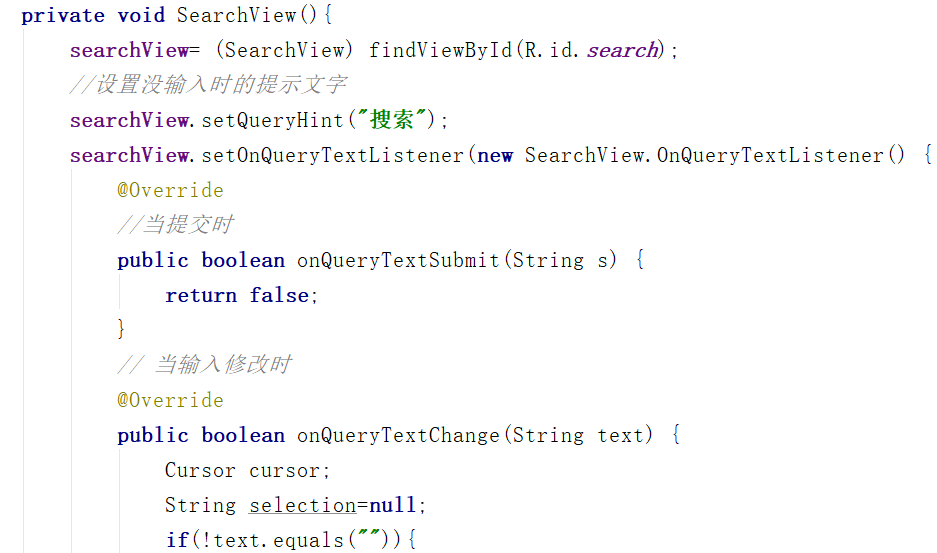 private void SearchView(){
searchView= (SearchView) findViewById(R.id.search);
//设置没输入时的提示文字
searchView.setQueryHint("搜索");
searchView.setOnQueryTextListener(new SearchView.OnQueryTextListener() {
@Override
//当提交时
public boolean onQueryTextSubmit(String s) {
return false;
}
// 当输入修改时
@Override
public boolean onQueryTextChange(String text) {
Cursor cursor;
String selection=null;
if(!text.equals("")){